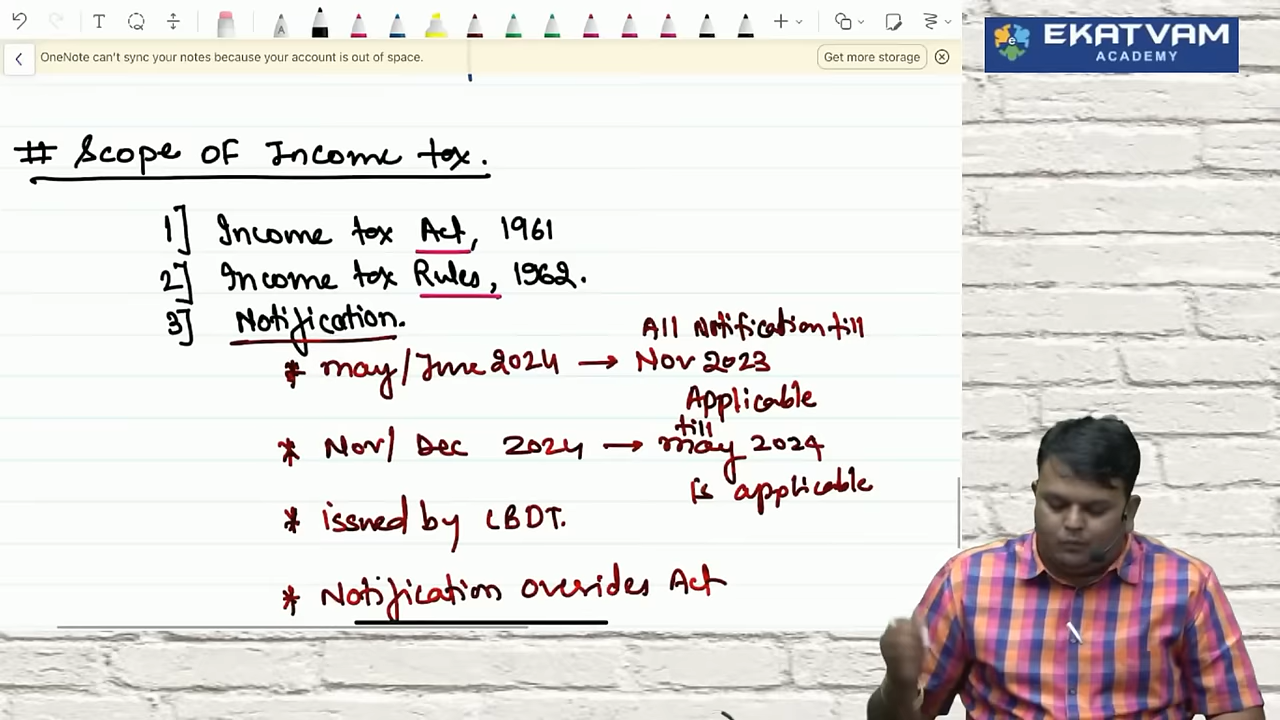 OneNote can't sync your notes because your account is out of space.
Get more storage
EKATVAM
ACADEMY
# Scope of Income tax.
1] Income tax Act, 1961
2] Income tax Rules, 1962.
3] Notification.
* may/June 2024 → All Notification till
Nov 2023
Applicable
* Nov/ Dec 2024 → till
may 2024
is applicable
* issued by CBDT.
* Notification overides Act